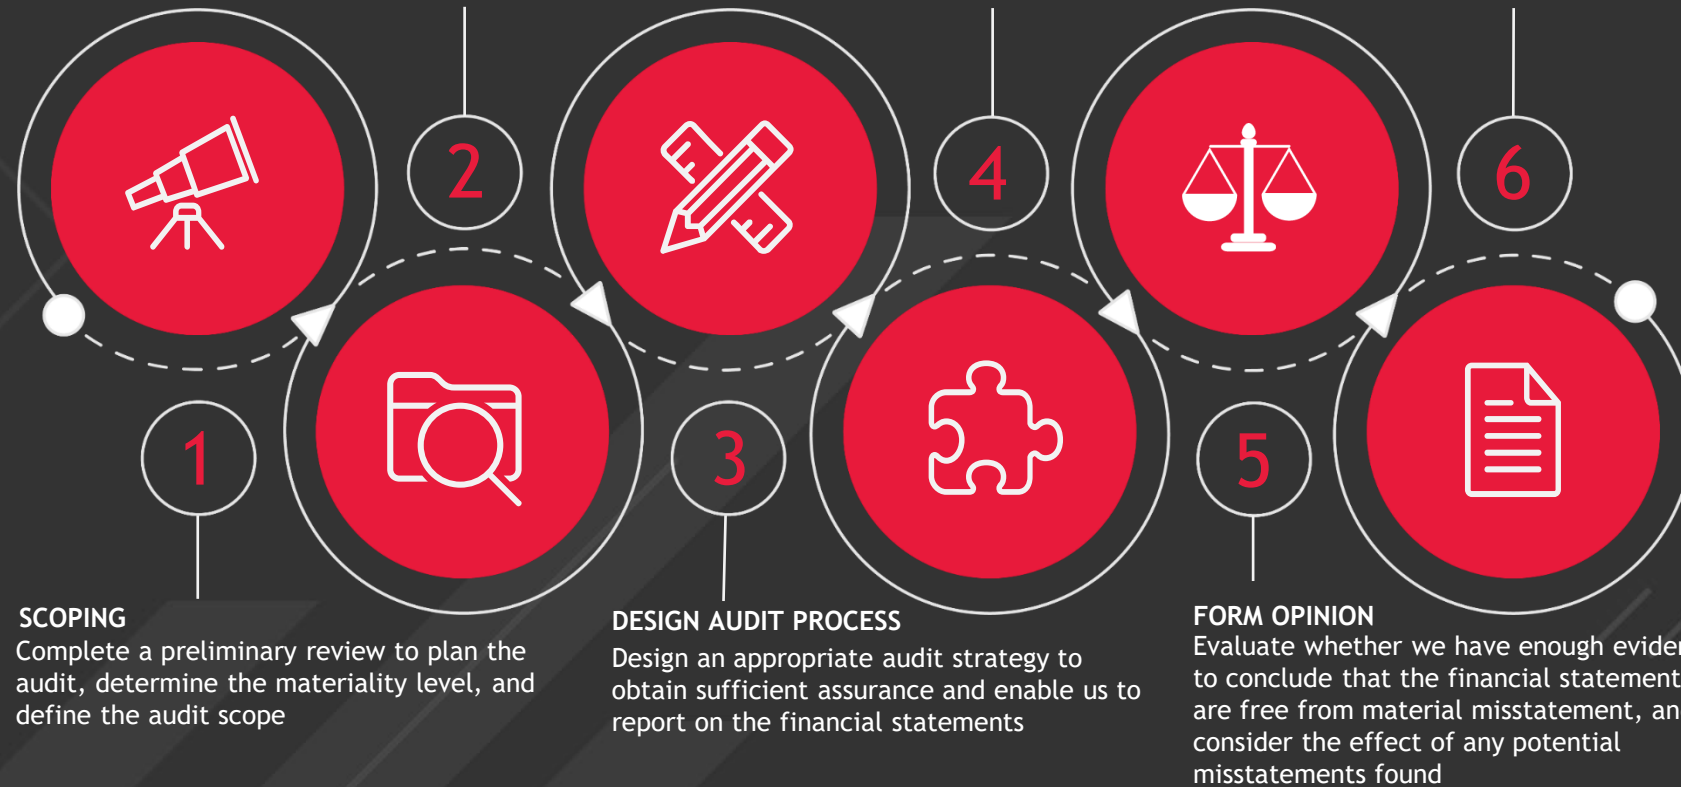 2
4
6
1
3
5
SCOPING
Complete a preliminary review to plan the
audit, determine the materiality level, and
define the audit scope
DESIGN AUDIT PROCESS
Design an appropriate audit strategy to
obtain sufficient assurance and enable us to
report on the financial statements
FORM OPINION
Evaluate whether we have enough
to conclude that the financial
are free from material misstatement,
consider the effect of any potential
misstatements found